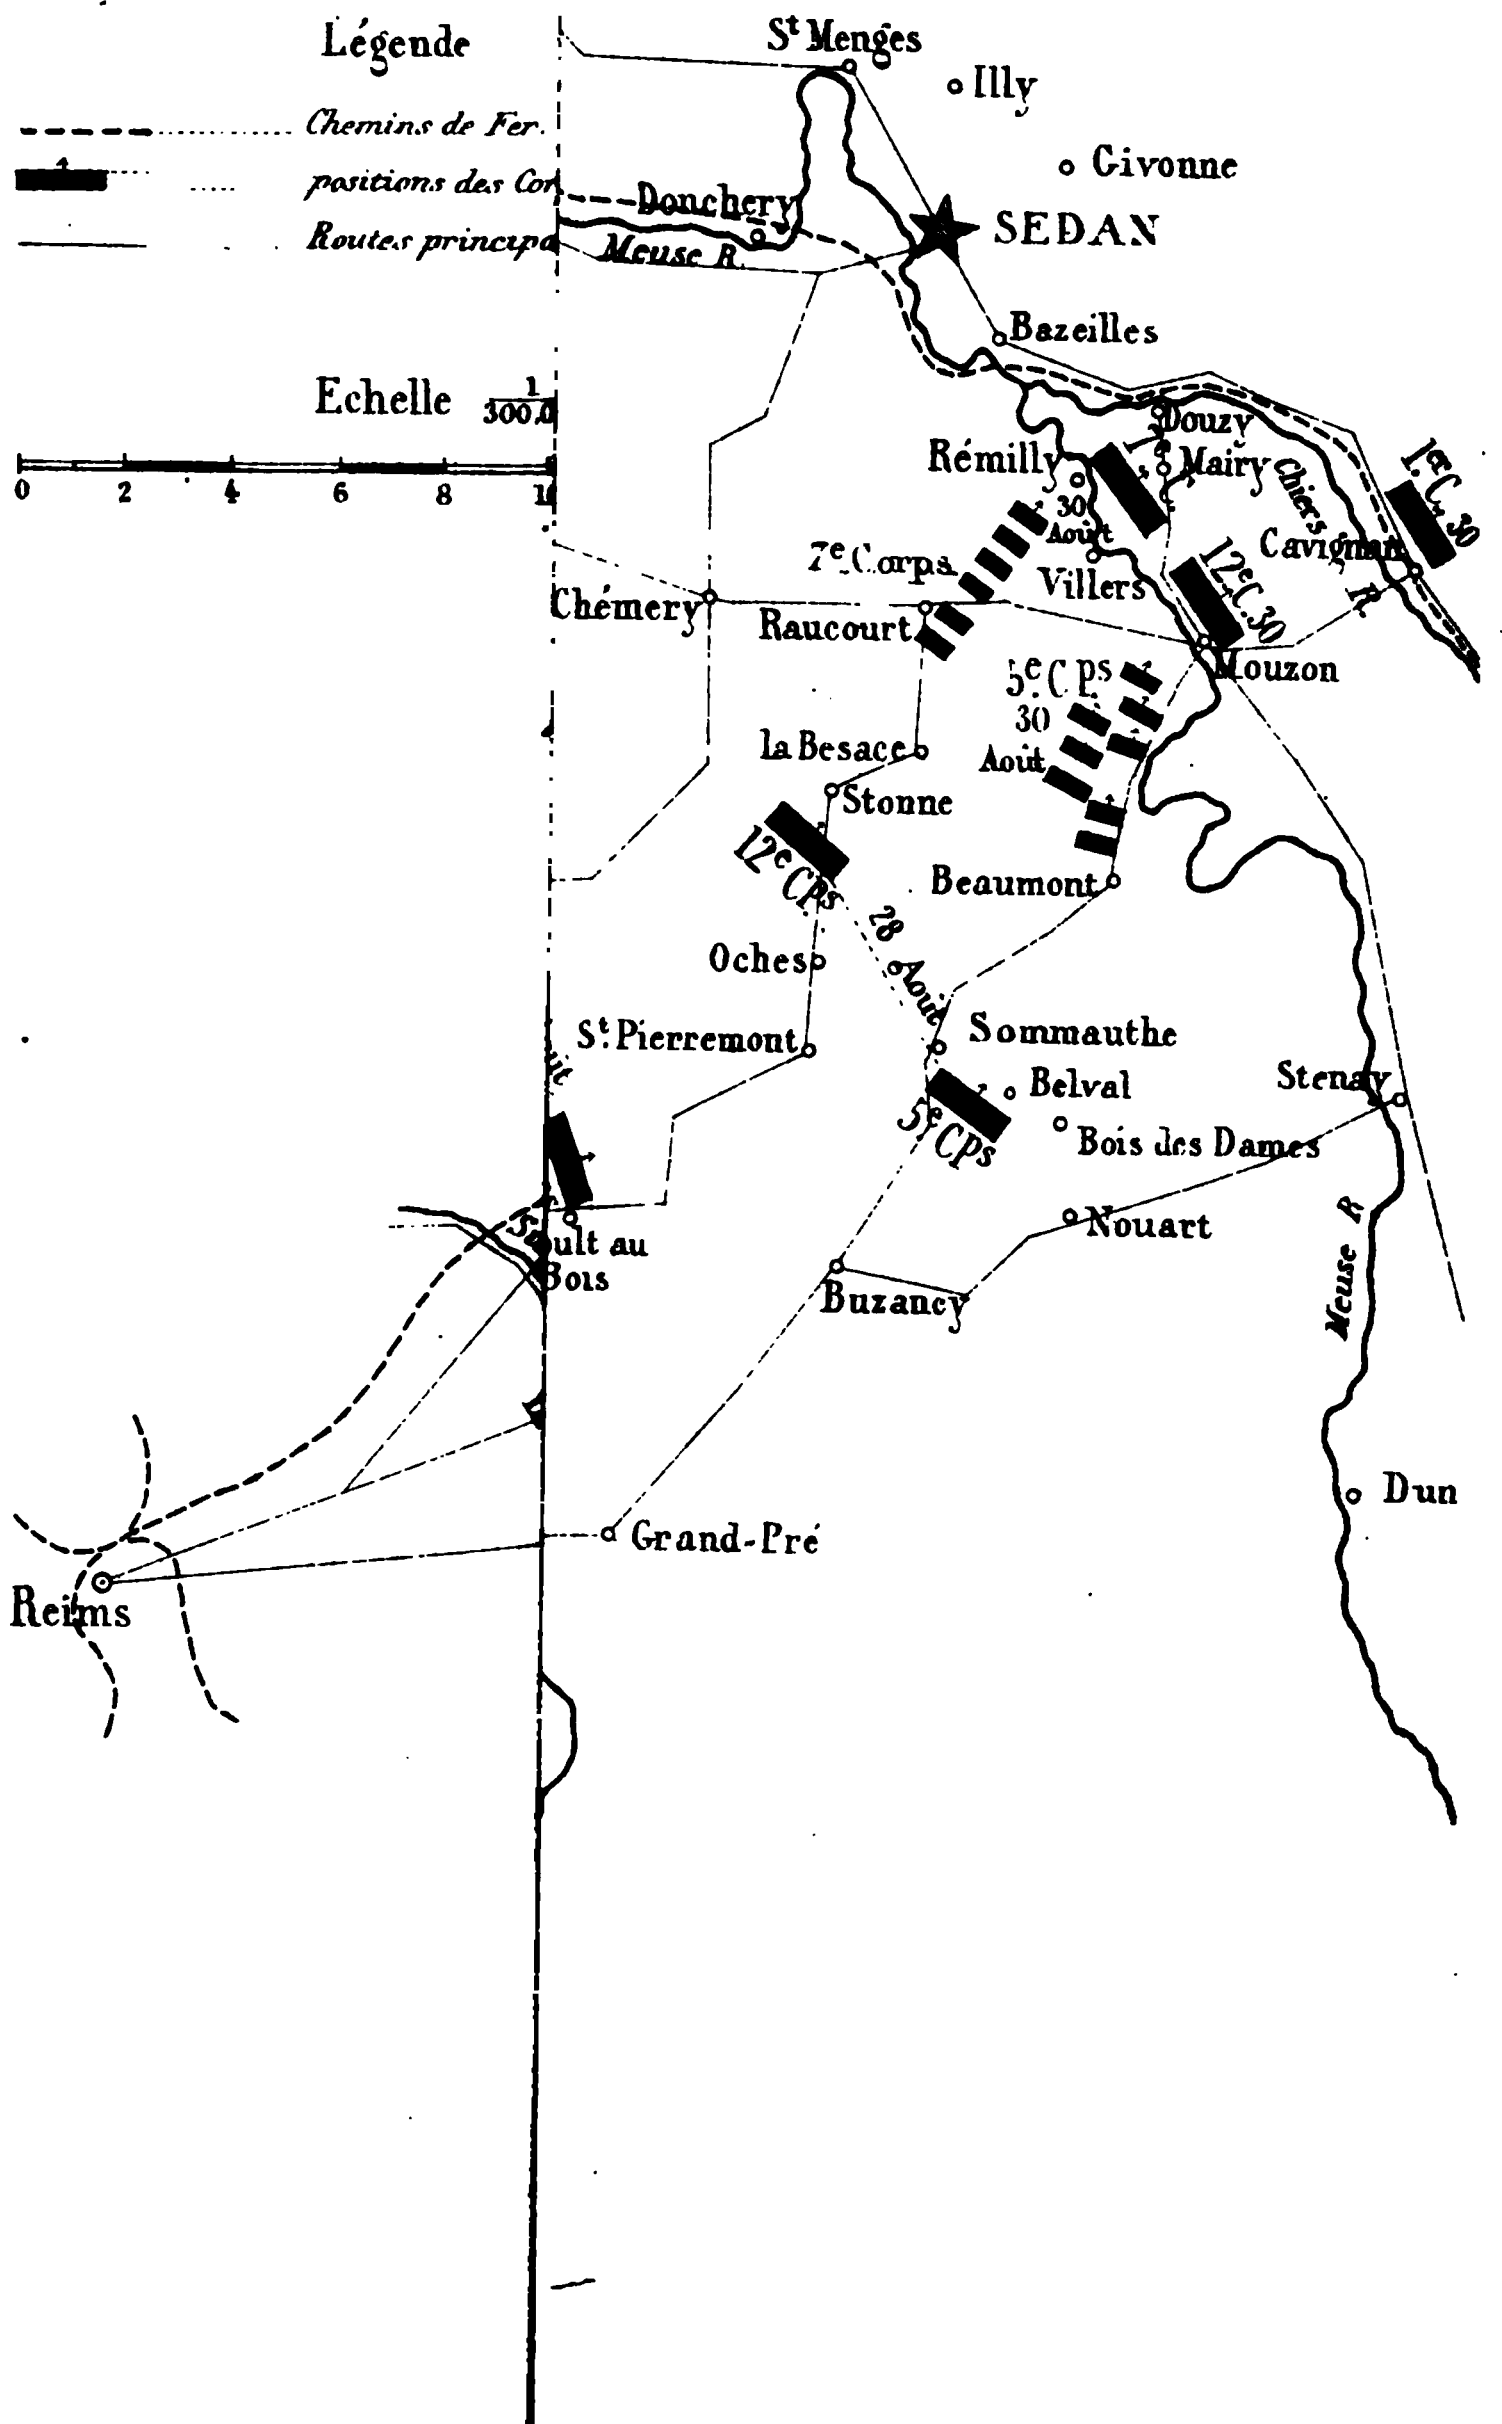 Légende
Chemins de Fer.
positions des Cor
Routes principa
Echelle 1/300.0
0 2 4 6 8 10
St Menges
Illy
Givonne
Donchery
SEDAN
Meuse R.
Bazeilles
Douzy
Rémilly
Mairy
Chiers
R.
1er C. 30
30
Août
7e Corps
Villers
Cavignan
12e C. 30
Chémery
Raucourt
Mouzon
5e Cps
30
Août
la Besace
Stonne
12e Cps
Beaumont
28 Août
Oches
St. Pierremont
Sommauthe
Belval
Stenay
5e Cps
Bois des Dames
ult au
Bois
Nouart
Buzancy
Meuse R
Dun
Grand-Pré
Reims